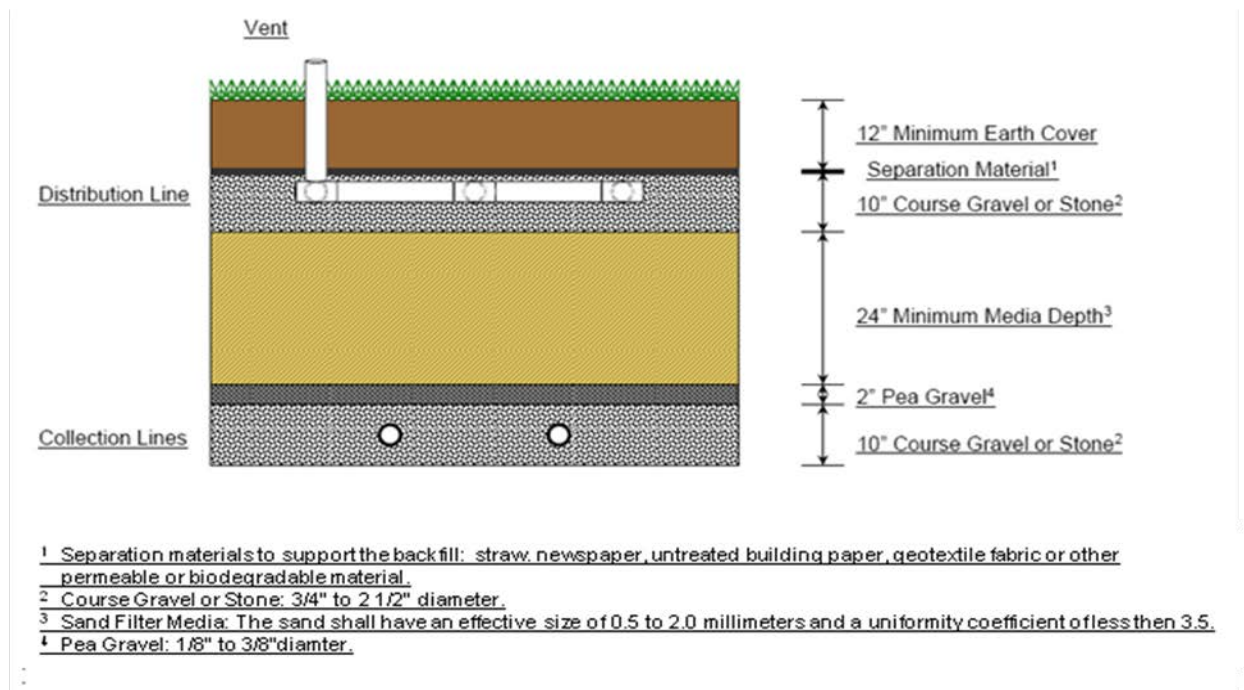 Vent
12" Minimum Earth Cover
Separation Material¹
Distribution Line
10" Course Gravel or Stone²
24" Minimum Media Depth³
2" Pea Gravel⁴
Collection Lines
10" Course Gravel or Stone²
¹ Separation materials to support the backfill: straw. newspaper, untreated building paper, geotextile fabric or other
permeable or biodegradable material.
² Course Gravel or Stone: 3/4" to 2 1/2" diameter.
³ Sand Filter Media: The sand shall have an effective size of 0.5 to 2.0 millimeters and a uniformity coefficient of less then 3.5.
⁴ Pea Gravel: 1/8" to 3/8"diamter.
: